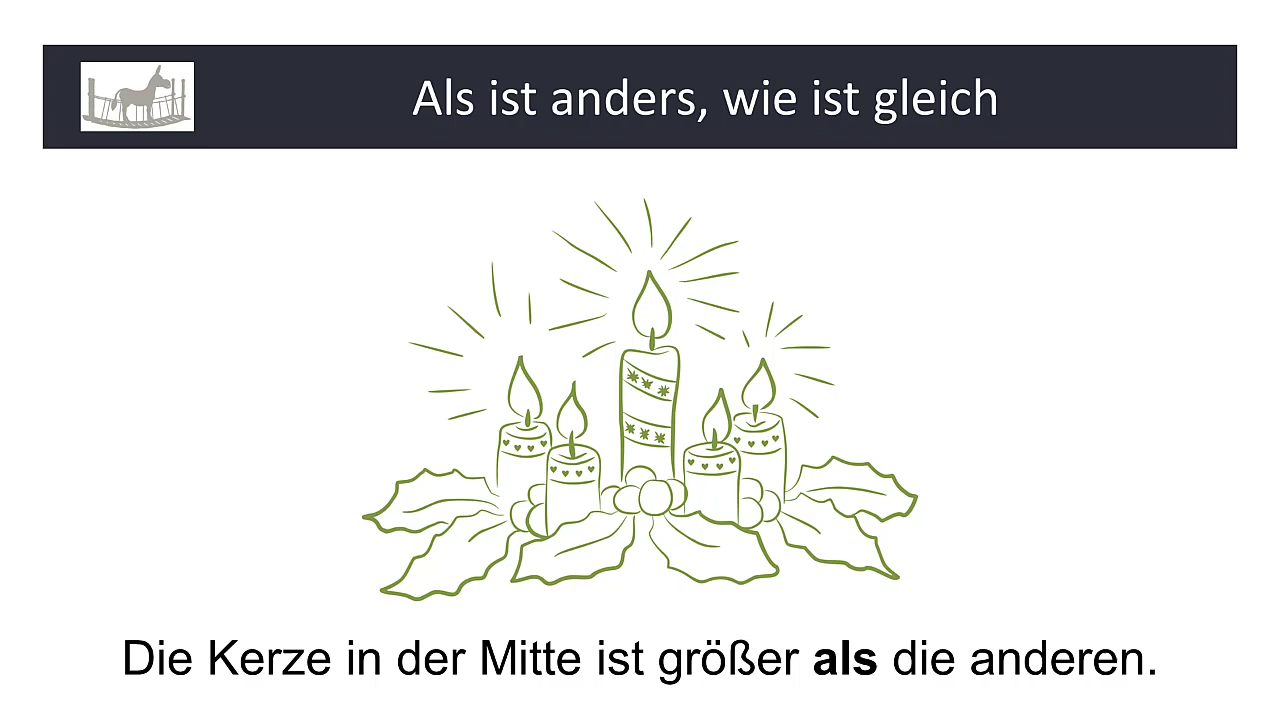 Als ist anders, wie ist gleich
Die Kerze in der Mitte ist größer als die anderen.